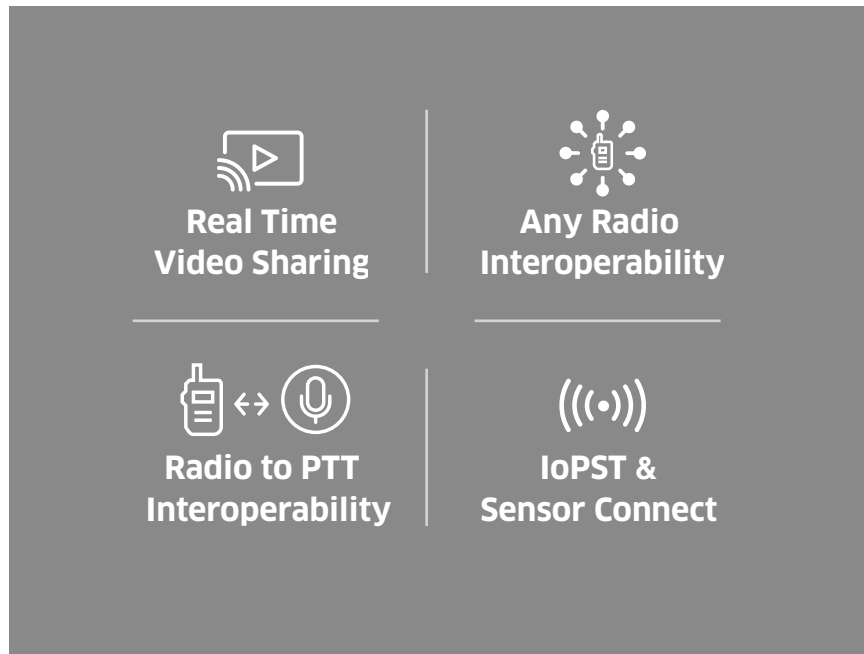 Real Time
Video Sharing
Any Radio
Interoperability
Radio to PTT
Interoperability
IoPST &
Sensor Connect